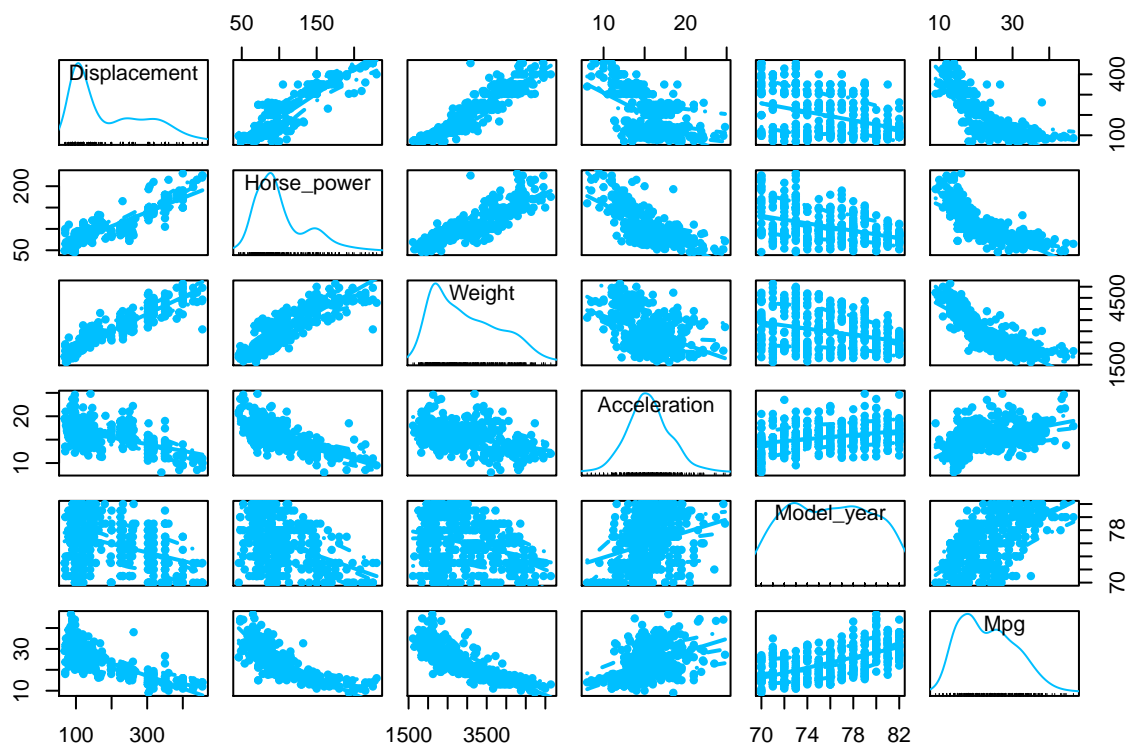 50 150
10 20
10 30
Displacement
100 400
Horse_power
50 200
Weight
1500 4500
Acceleration
10 20
Model_year
70 78
Mpg
10 30
100 300
1500 3500
70 74 78 82